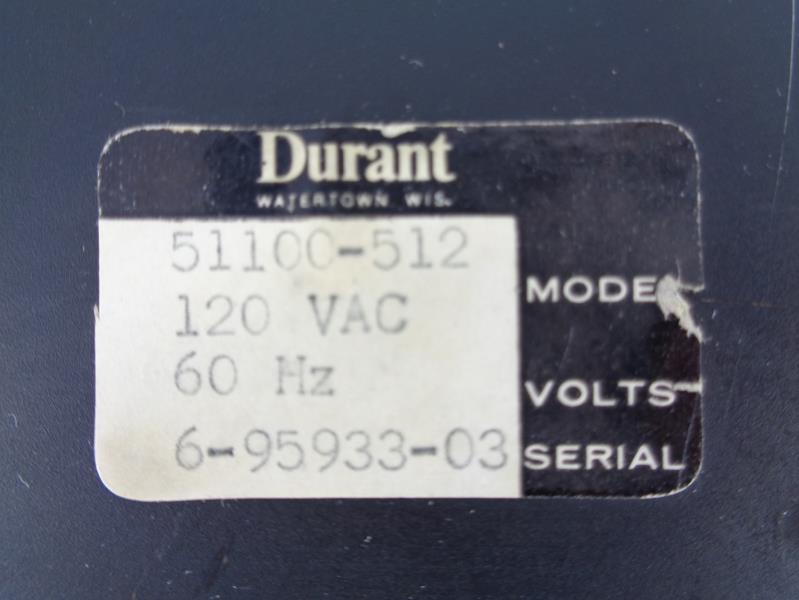 Durant
WATERTOWN WIS.
51100-512
MODE
120 VAC
60 Hz
VOLTS
6-95933-03 SERIAL